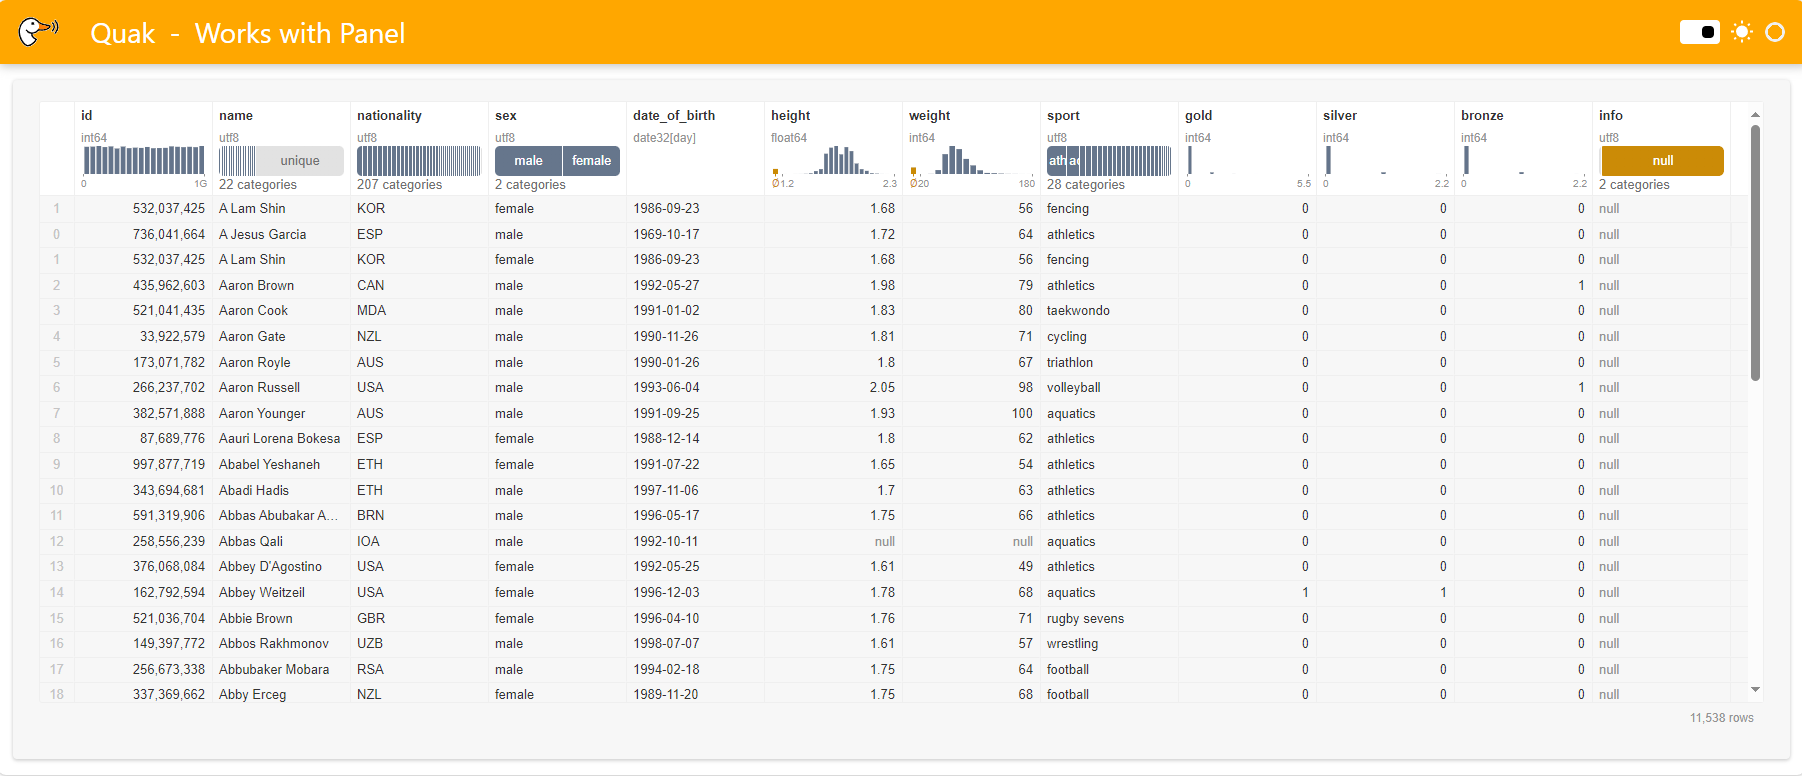 Quak - Works with Panel
id name nationality sex date_of_birth height weight sport gold silver bronze info
int64 utf8 utf8 utf8 date32[day] float64 int64 utf8 int64 int64 int64 utf8
unique male female ath ac null
0 1G 22 categories 207 categories 2 categories Ø1.2 2.3 Ø20 180 28 categories 0 5.5 0 2.2 0 2.2 2 categories
1 532,037,425 A Lam Shin KOR female 1986-09-23 1.68 56 fencing 0 0 0 null
0 736,041,664 A Jesus Garcia ESP male 1969-10-17 1.72 64 athletics 0 0 0 null
1 532,037,425 A Lam Shin KOR female 1986-09-23 1.68 56 fencing 0 0 0 null
2 435,962,603 Aaron Brown CAN male 1992-05-27 1.98 79 athletics 0 0 1 null
3 521,041,435 Aaron Cook MDA male 1991-01-02 1.83 80 taekwondo 0 0 0 null
4 33,922,579 Aaron Gate NZL male 1990-11-26 1.81 71 cycling 0 0 0 null
5 173,071,782 Aaron Royle AUS male 1990-01-26 1.8 67 triathlon 0 0 0 null
6 266,237,702 Aaron Russell USA male 1993-06-04 2.05 98 volleyball 0 0 1 null
7 382,571,888 Aaron Younger AUS male 1991-09-25 1.93 100 aquatics 0 0 0 null
8 87,689,776 Aauri Lorena Bokesa ESP female 1988-12-14 1.8 62 athletics 0 0 0 null
9 997,877,719 Ababel Yeshaneh ETH female 1991-07-22 1.65 54 athletics 0 0 0 null
10 343,694,681 Abadi Hadis ETH male 1997-11-06 1.7 63 athletics 0 0 0 null
11 591,319,906 Abbas Abubakar A... BRN male 1996-05-17 1.75 66 athletics 0 0 0 null
12 258,556,239 Abbas Qali IOA male 1992-10-11 null null aquatics 0 0 0 null
13 376,068,084 Abbey D'Agostino USA female 1992-05-25 1.61 49 athletics 0 0 0 null
14 162,792,594 Abbey Weitzeil USA female 1996-12-03 1.78 68 aquatics 1 1 0 null
15 521,036,704 Abbie Brown GBR female 1996-04-10 1.76 71 rugby sevens 0 0 0 null
16 149,397,772 Abbos Rakhmonov UZB male 1998-07-07 1.61 57 wrestling 0 0 0 null
17 256,673,338 Abbubaker Mobara RSA male 1994-02-18 1.75 64 football 0 0 0 null
18 337,369,662 Abby Erceg NZL female 1989-11-20 1.75 68 football 0 0 0 null
11,538 rows